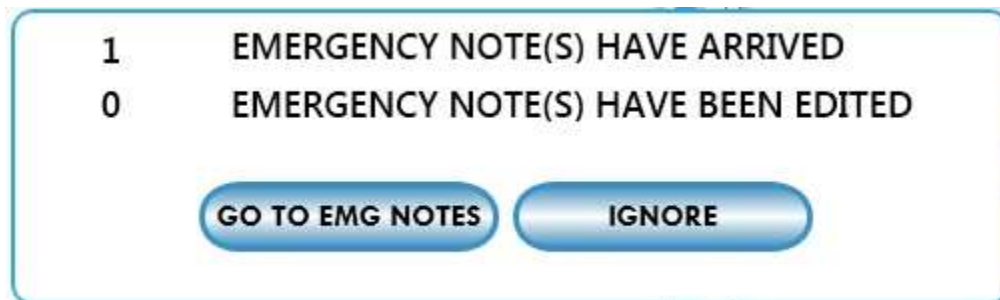 1 EMERGENCY NOTE(S) HAVE ARRIVED
0 EMERGENCY NOTE(S) HAVE BEEN EDITED
GO TO EMG NOTES IGNORE